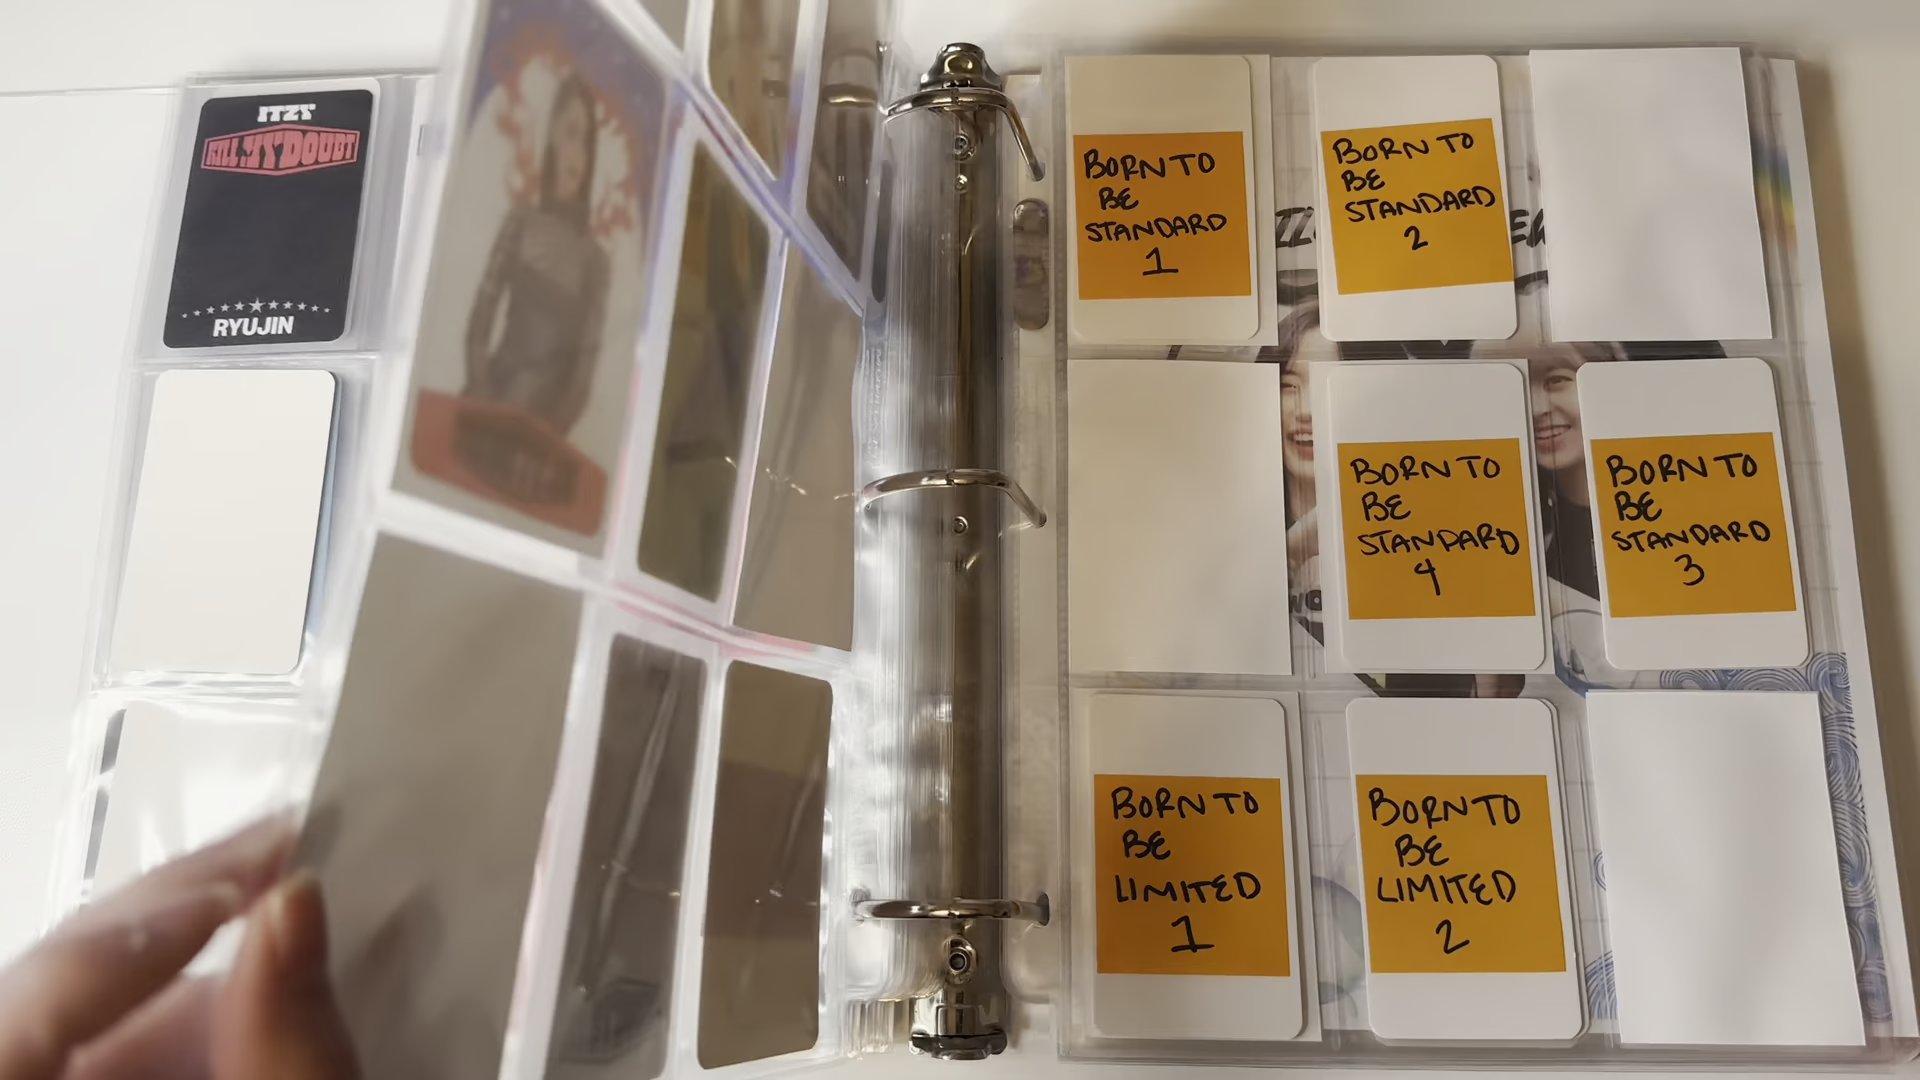 ITZY
KILL MY DOUBT
RYUJIN
BORN TO
BE
STANDARD
1
BORN TO
BE
STANDARD
2
BORN TO
BE
STANDARD
4
BORN TO
BE
STANDARD
3
BORN TO
BE
LIMITED
1
BORN TO
BE
LIMITED
2